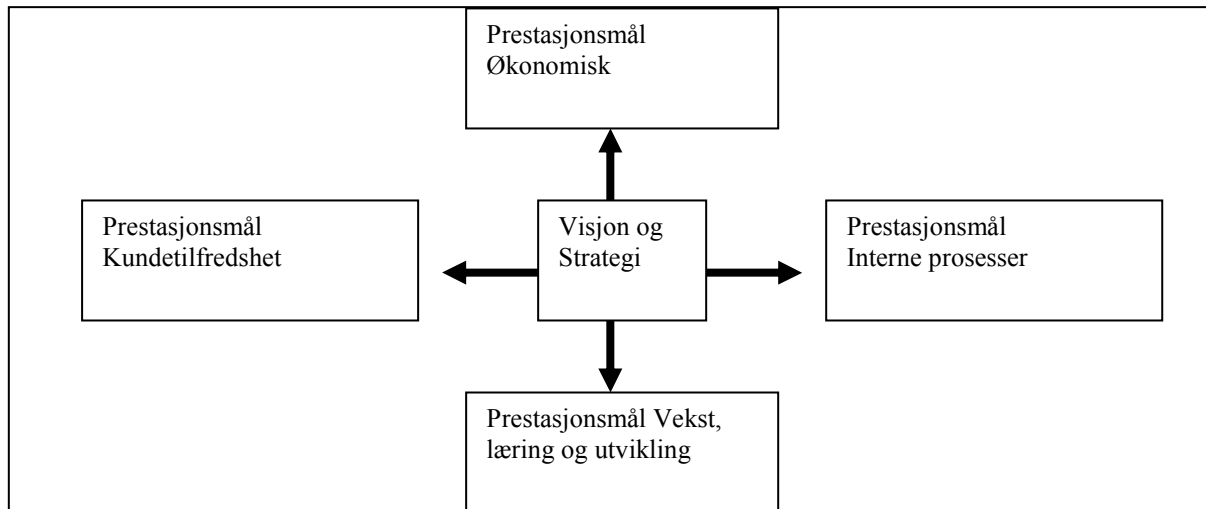 Prestasjonsmål
Økonomisk
Prestasjonsmål
Kundetilfredshet
Visjon og
Strategi
Prestasjonsmål
Interne prosesser
Prestasjonsmål Vekst,
læring og utvikling